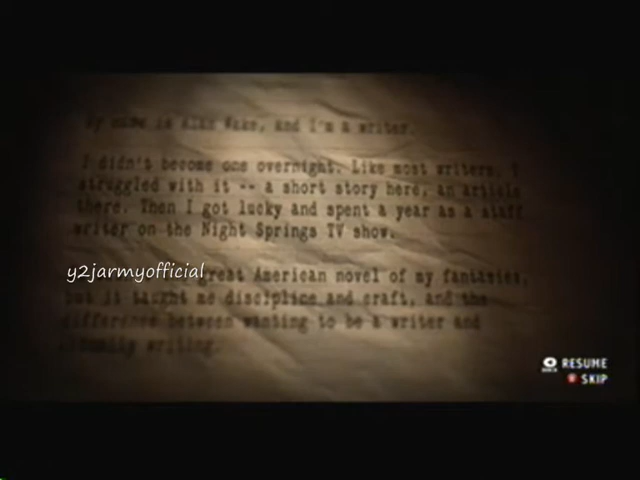 My name is Alan Wake, and I'm a writer.
I didn't become one overnight. Like most writers, I
struggled with it -- a short story here, an article
there. Then I got lucky and spent a year as a staff
writer on the Night Springs TV show.
y2jarmyofficial
great American novel of my fantasies,
but it taught me discipline and craft, and the
difference between wanting to be a writer and
actually writing.
BACK
RESUME
SKIP